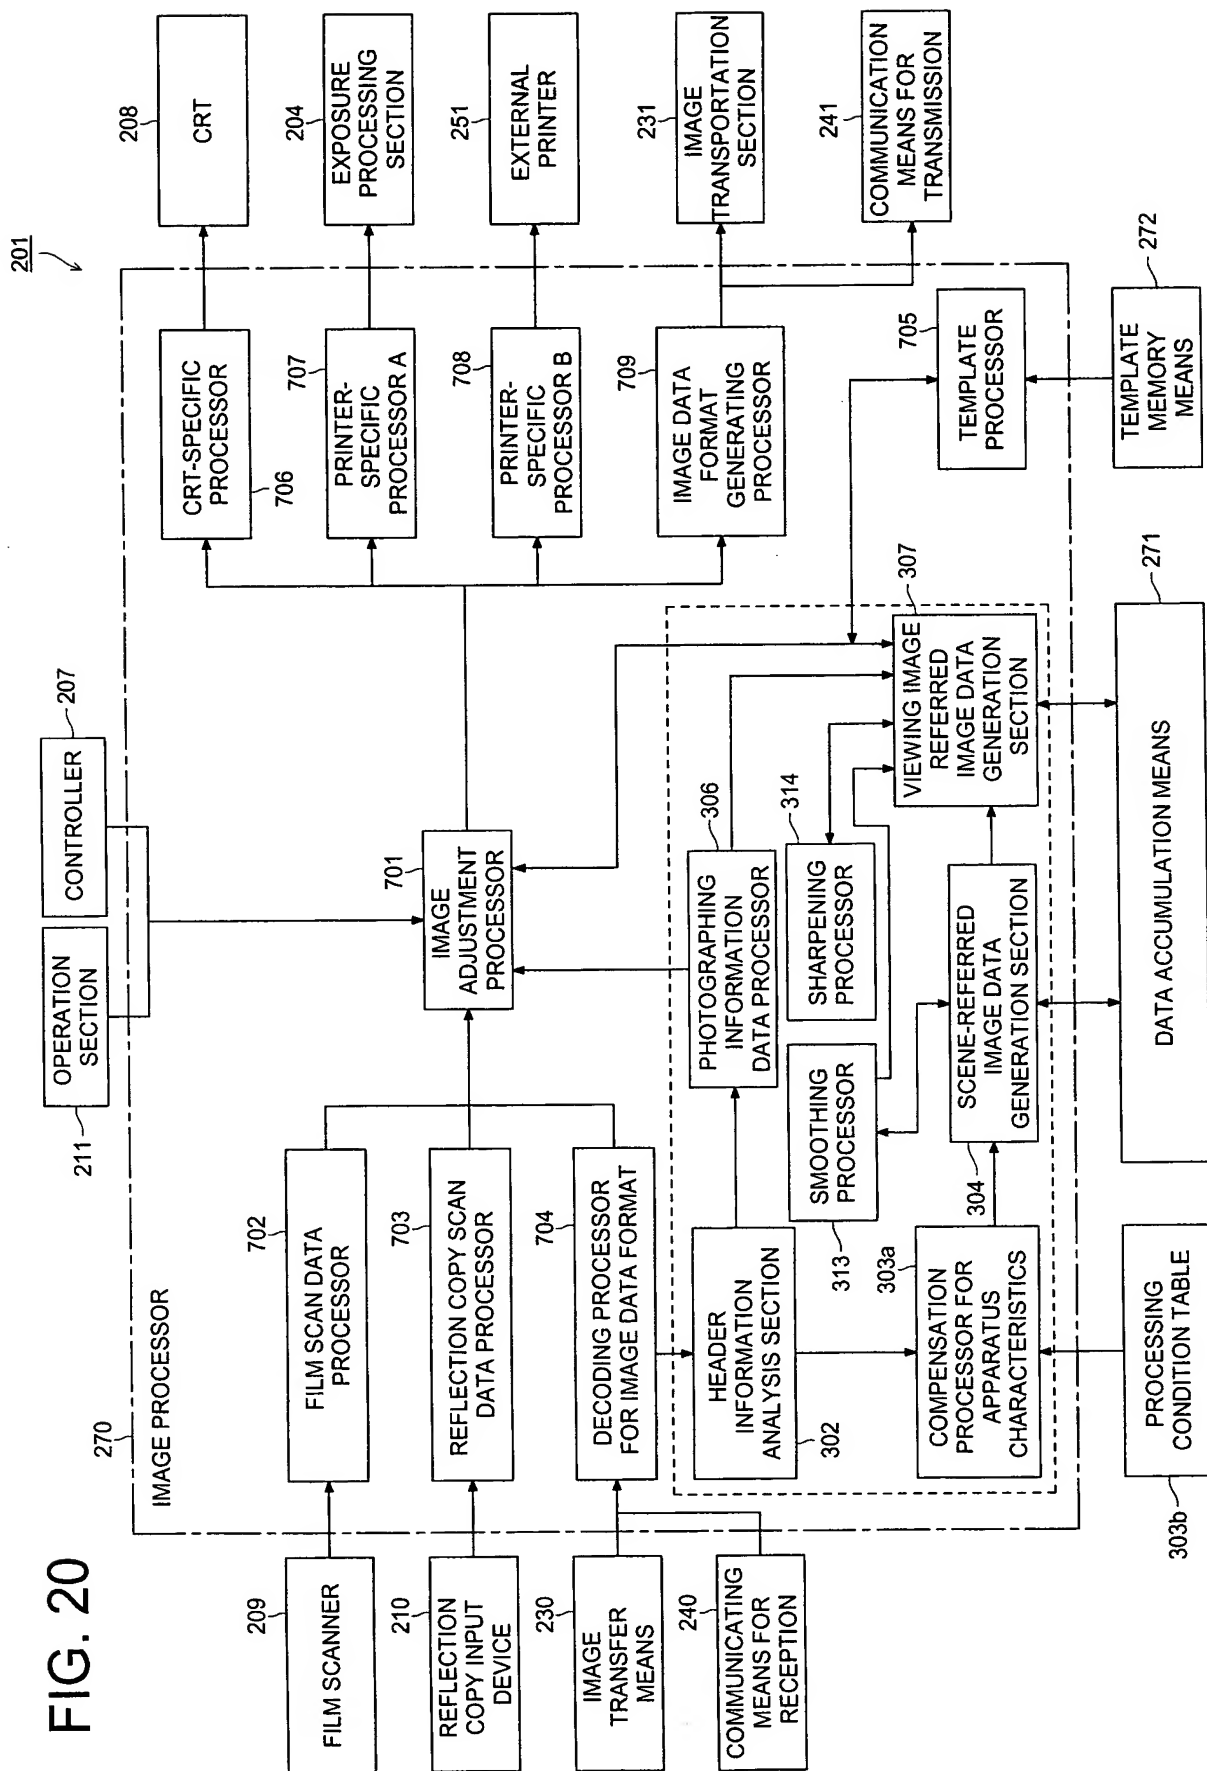 FIG. 20
201
211
OPERATION
SECTION
207
CONTROLLER
270
IMAGE PROCESSOR
209
FILM SCANNER
210
REFLECTION
COPY INPUT
DEVICE
230
IMAGE
TRANSFER
MEANS
240
COMMUNICATING
MEANS FOR
RECEPTION
702
FILM SCAN DATA
PROCESSOR
703
REFLECTION COPY SCAN
DATA PROCESSOR
704
DECODING PROCESSOR
FOR IMAGE DATA FORMAT
701
IMAGE
ADJUSTMENT
PROCESSOR
CRT-SPECIFIC
PROCESSOR
706
707
PRINTER-
SPECIFIC
PROCESSOR A
708
PRINTER-
SPECIFIC
PROCESSOR B
709
IMAGE DATA
FORMAT
GENERATING
PROCESSOR
208
CRT
204
EXPOSURE
PROCESSING
SECTION
251
EXTERNAL
PRINTER
231
IMAGE
TRANSPORTATION
SECTION
241
COMMUNICATION
MEANS FOR
TRANSMISSION
HEADER
INFORMATION
ANALYSIS SECTION
302
306
PHOTOGRAPHING
INFORMATION
DATA PROCESSOR
314
SHARPENING
PROCESSOR
SMOOTHING
PROCESSOR
313
307
VIEWING IMAGE
REFERRED
IMAGE DATA
GENERATION
SECTION
303a
COMPENSATION
PROCESSOR FOR
APPARATUS
CHARACTERISTICS
304
SCENE-REFERRED
IMAGE DATA
GENERATION SECTION
705
TEMPLATE
PROCESSOR
272
TEMPLATE
MEMORY
MEANS
271
DATA ACCUMULATION MEANS
PROCESSING
CONDITION TABLE
303b